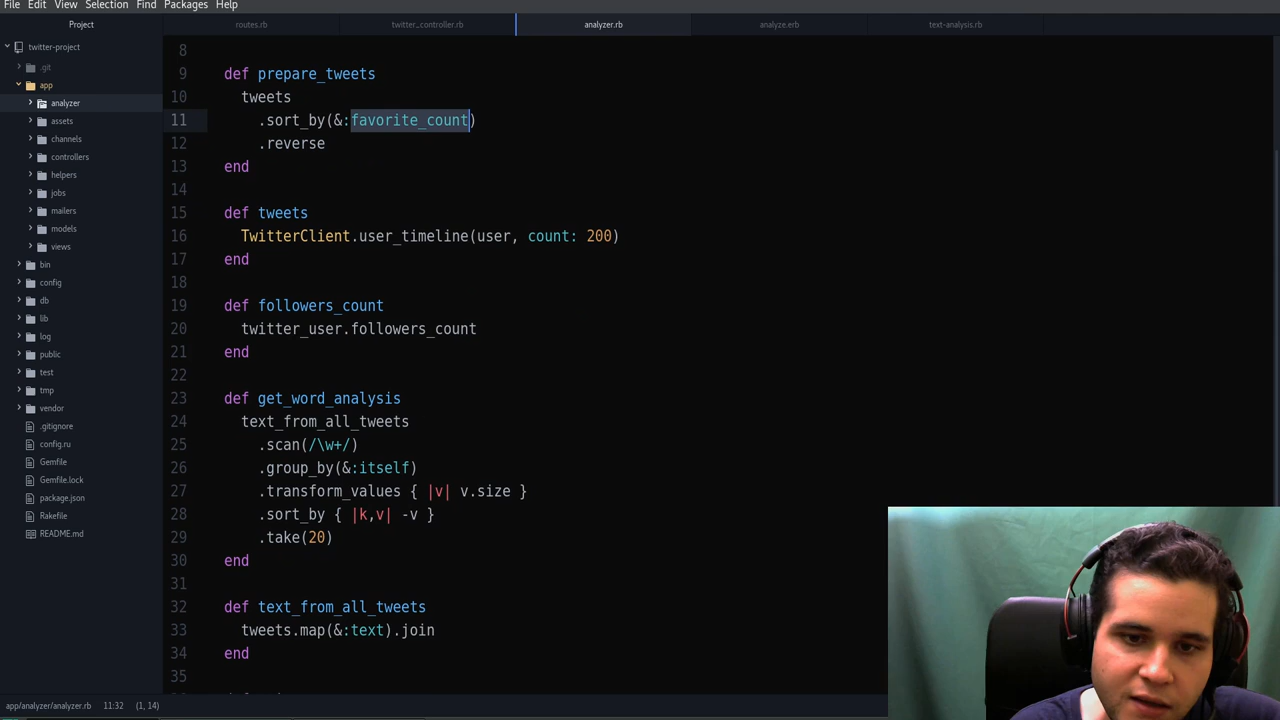 File Edit View Selection Find Packages Help
Project
routes.rb twitter_controller.rb analyzer.rb analyze.erb text-analysis.rb
twitter-project
.git
app
analyzer
assets
channels
controllers
helpers
jobs
mailers
models
views
bin
config
db
lib
log
public
test
tmp
vendor
.gitignore
config.ru
Gemfile
Gemfile.lock
package.json
Rakefile
README.md
8
9 def prepare_tweets
10 tweets
11 .sort_by(&:favorite_count)
12 .reverse
13 end
14
15 def tweets
16 TwitterClient.user_timeline(user, count: 200)
17 end
18
19 def followers_count
20 twitter_user.followers_count
21 end
22
23 def get_word_analysis
24 text_from_all_tweets
25 .scan(/\w+/)
26 .group_by(&:itself)
27 .transform_values { |v| v.size }
28 .sort_by { |k,v| -v }
29 .take(20)
30 end
31
32 def text_from_all_tweets
33 tweets.map(&:text).join
34 end
35
app/analyzer/analyzer.rb 11:32 (1, 14)